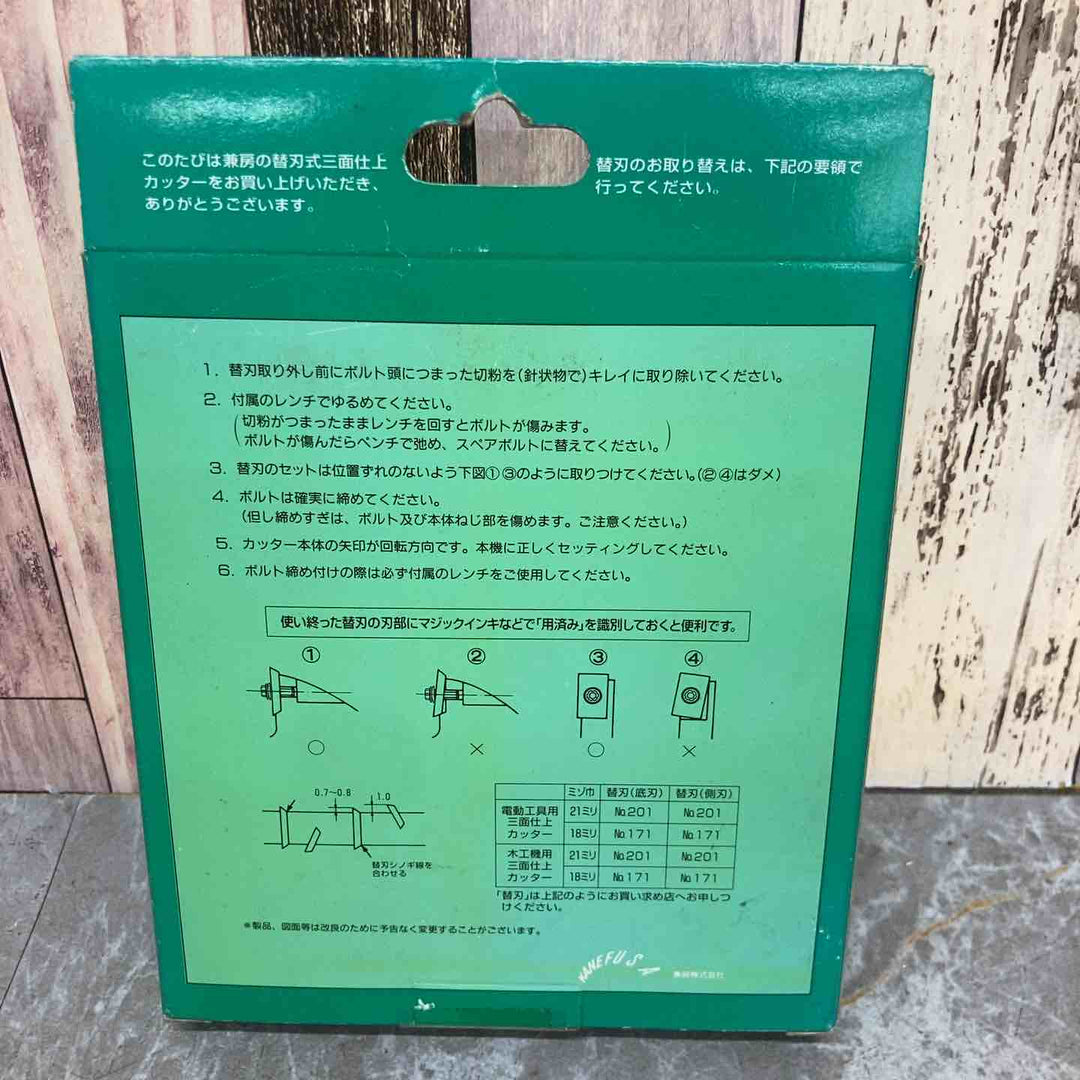 このたびは兼房の替刃式三面仕上
カッターをお買い上げいただき、
ありがとうございます。
替刃のお取り替えは、下記の要領で
行ってください。
1. 替刃取り外し前にボルト頭につまった切粉を(針状物で)キレイに取り除いてください。
2. 付属のレンチでゆるめてください。
(切粉がつまったままレンチを回すとボルトが傷みます。
ボルトが傷んだらペンチで弛め、スペアボルトに替えてください。)
3. 替刃のセットは位置ずれのないよう下図①③のように取りつけてください。(②④はダメ)
4. ボルトは確実に締めてください。
(但し締めすぎは、ボルト及び本体ねじ部を傷めます。ご注意ください。)
5. カッター本体の矢印が回転方向です。本機に正しくセッティングしてください。
6. ボルト締め付けの際は必ず付属のレンチをご使用してください。
使い終った替刃の刃部にマジックインキなどで「用済み」を識別しておくと便利です。
① ② ③ ④
○ × ○ ×
0.7~0.8 1.0
替刃シノギ線を
合わせる
ミゾ巾 替刃(底刃) 替刃(側刃)
電動工具用三面仕上カッター 21ミリ №201 №201
18ミリ №171 №171
木工機用三面仕上カッター 21ミリ №201 №201
18ミリ №171 №171
「替刃」は上記のようにお買い求め店へお申しつ
けください。
※製品、図面等は改良のために予告なく変更することがございます。
KANEFUSA
兼房株式会社